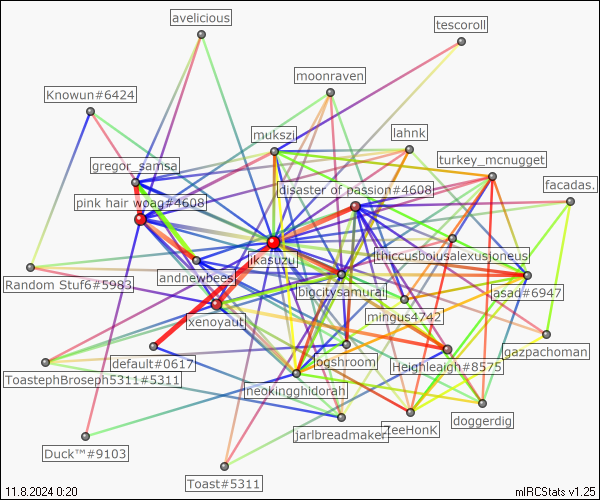 avelicious
tescoroll
moonraven
Knowun#6424
mukszi
lahnk
gregor_samsa
turkey_mcnugget
pink hair woag#4608
disaster of passion#4608
facadas.
ikasuzu
thiccusboiusalexusjoneus
Random Stuf6#5983
andnewbees
bigcitysamurai
asad#6947
xenoyaut
mingus4742
default#0617
ogshroom
Heighleaigh#8575
gazpachoman
ToastephBroseph5311#5311
neokingghidorah
jarlbreadmaker
ZeeHonK
doggerdig
Duck™#9103
Toast#5311
11.8.2024 0:20
mIRCStats v1.25